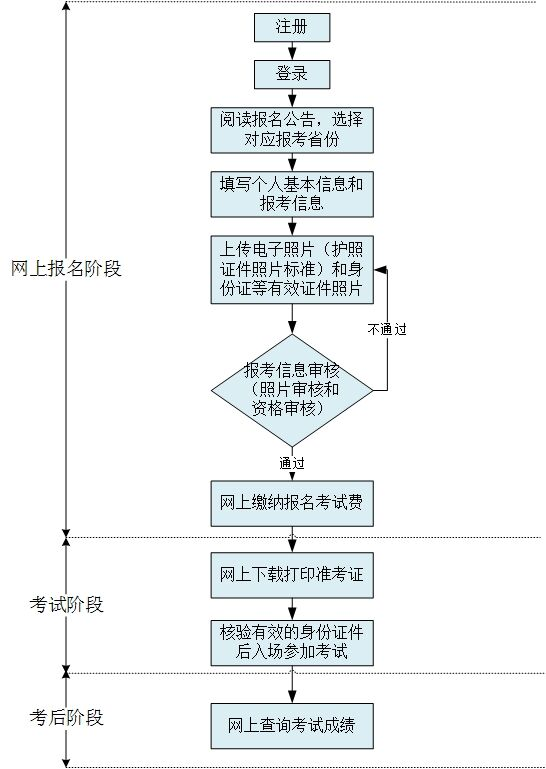 注册
登录
阅读报名公告，选择
对应报考省份
填写个人基本信息和
报考信息
网上报名阶段
上传电子照片（护照
证件照片标准）和身
份证等有效证件照片
不通过
报考信息审核
（照片审核和
资格审核）
通过
网上缴纳报名考试费
考试阶段
网上下载打印准考证
核验有效的身份证件
后入场参加考试
考后阶段
网上查询考试成绩